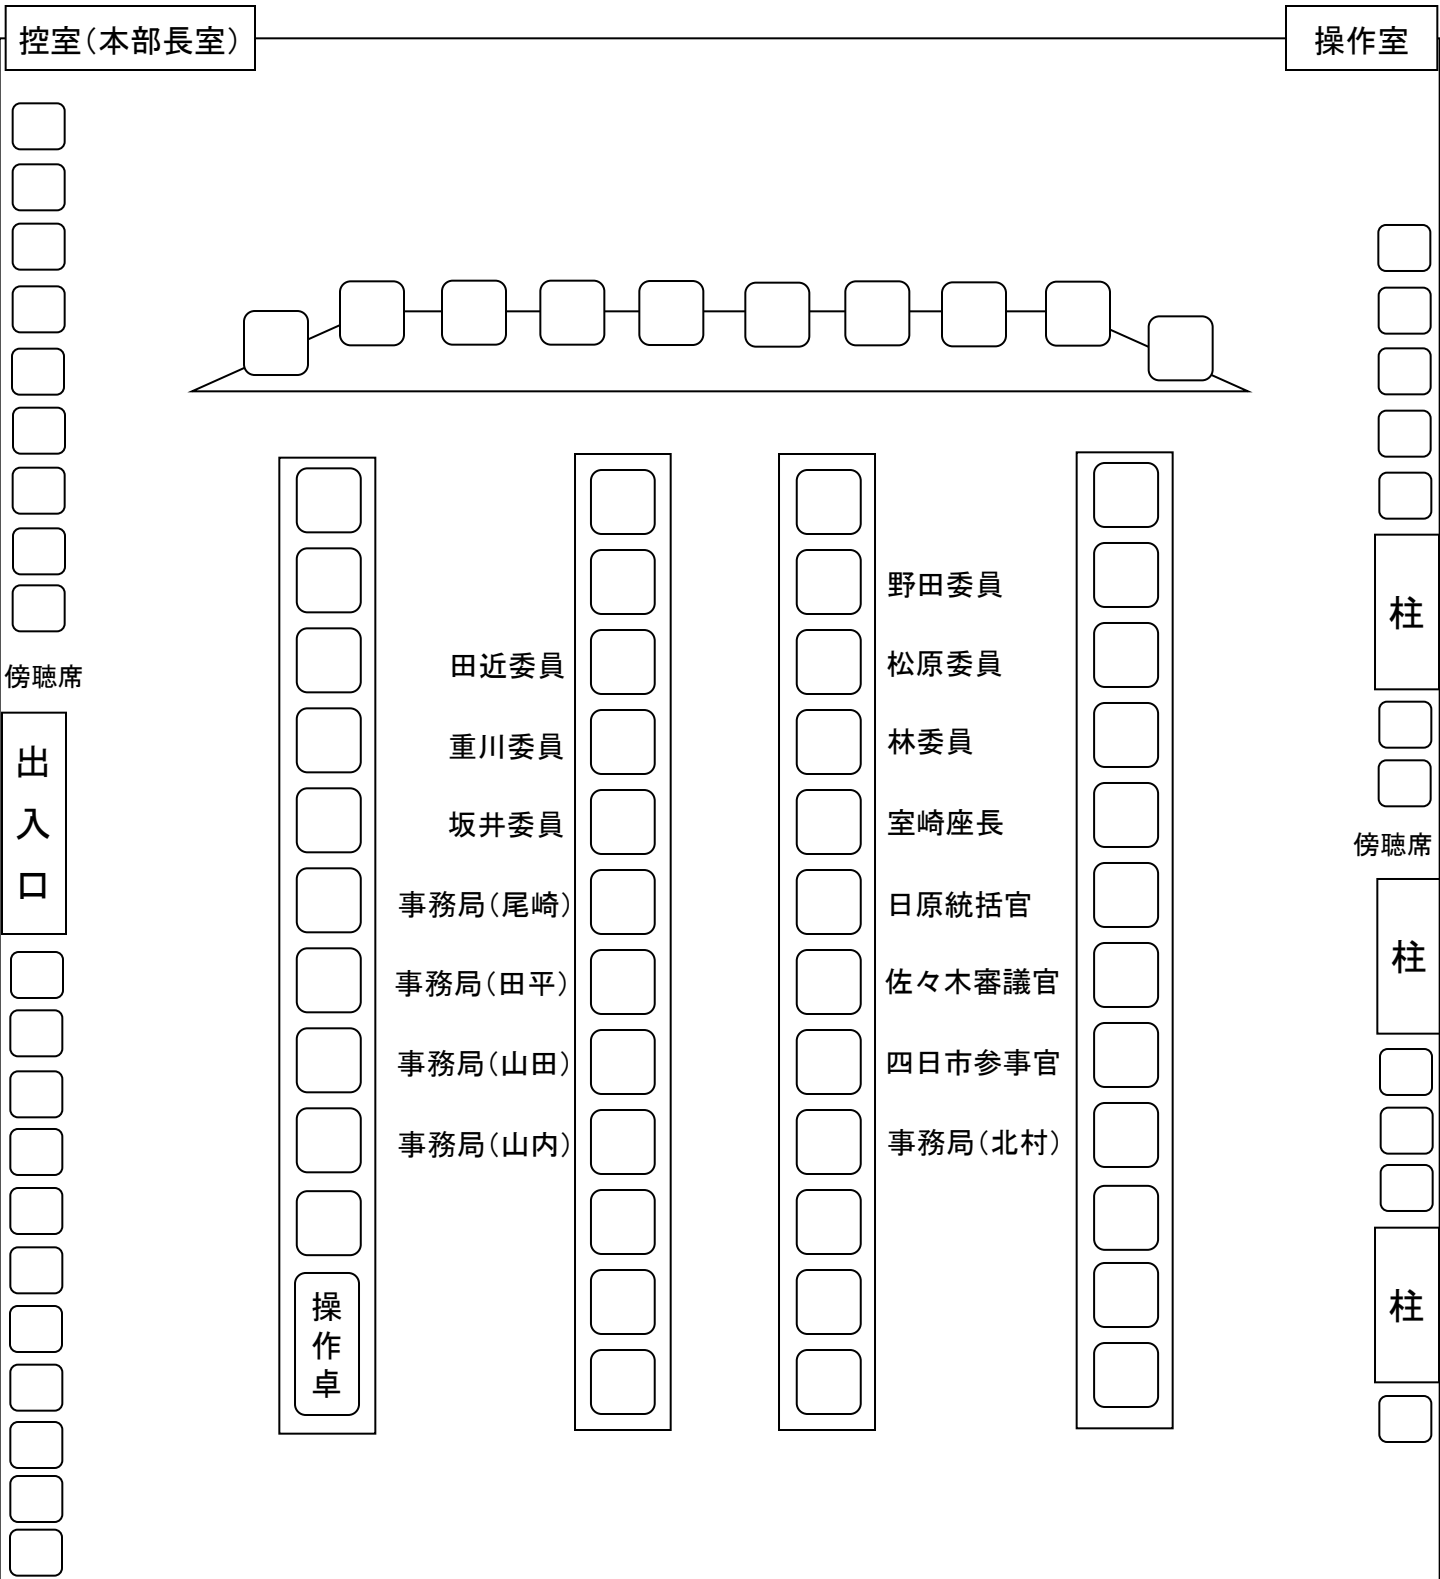 控室（本部長室）
操作室
野田委員
田近委員
松原委員
重川委員
林委員
坂井委員
室崎座長
事務局（尾崎）
日原統括官
事務局（田平）
佐々木審議官
事務局（山田）
四日市参事官
事務局（山内）
事務局（北村）
傍聴席
出
入
口
柱
傍聴席
柱
柱
操
作
卓